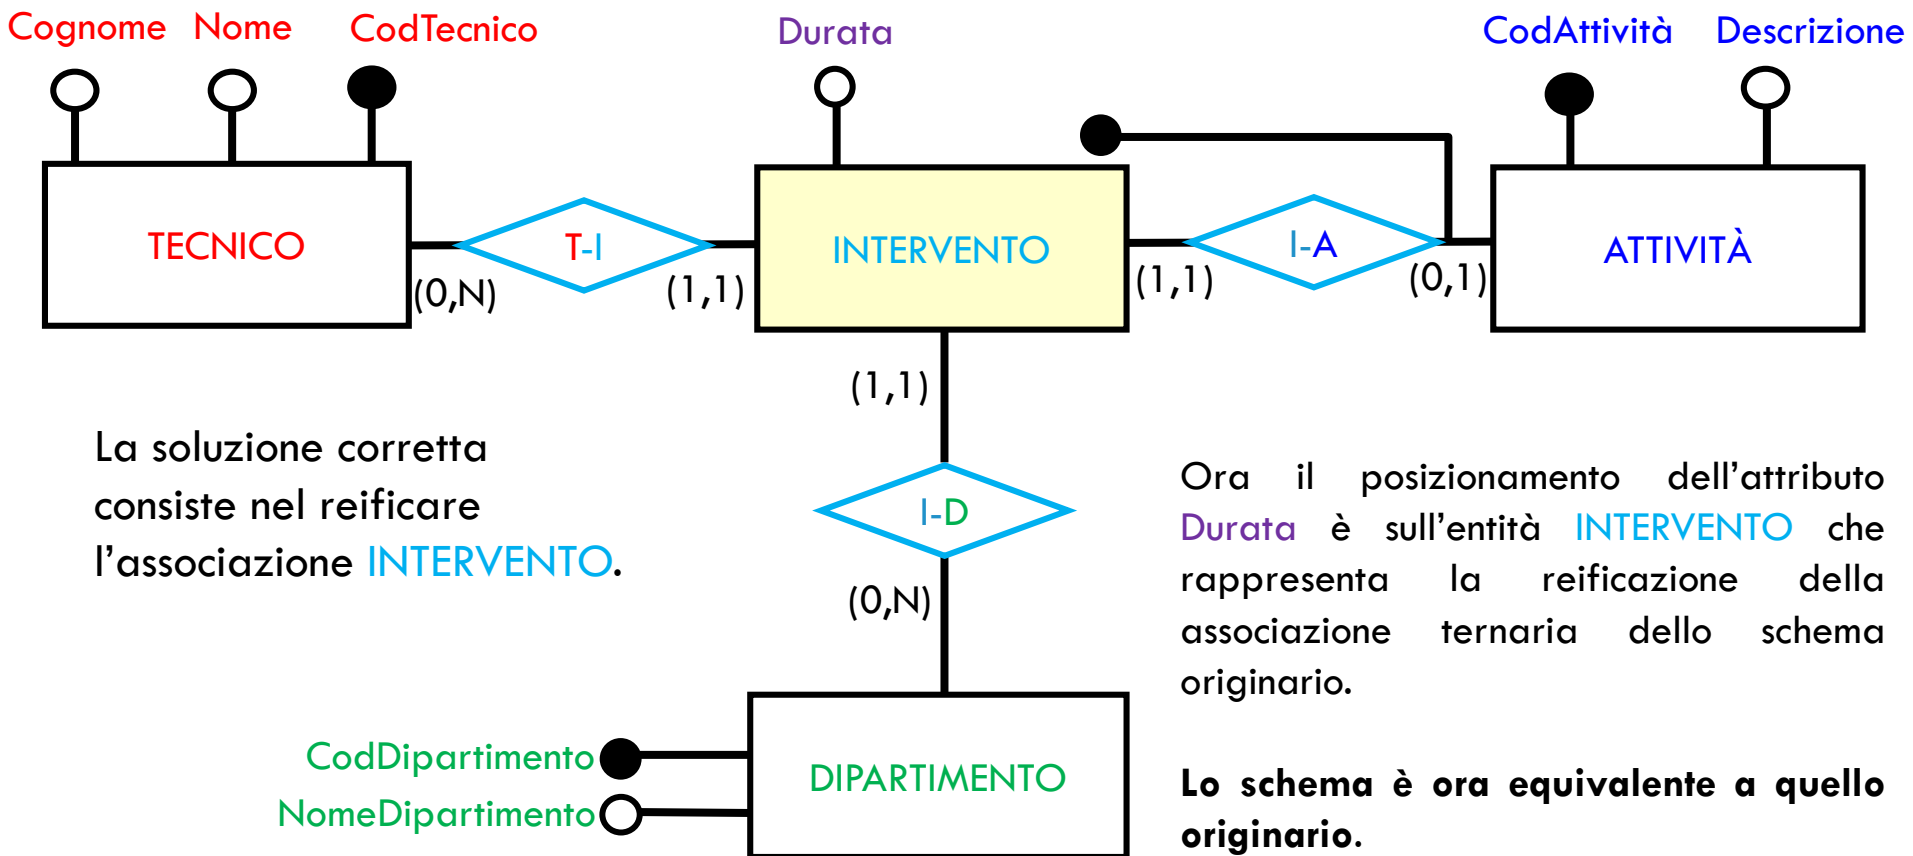 Cognome Nome CodTecnico Durata CodAttività Descrizione
TECNICO T-I INTERVENTO I-A ATTIVITÀ
(0,N) (1,1) (1,1) (0,1)
(1,1)
La soluzione corretta
consiste nel reificare
l'associazione INTERVENTO.
I-D
(0,N)
Ora il posizionamento dell'attributo
Durata è sull'entità INTERVENTO che
rappresenta la reificazione della
associazione ternaria dello schema
originario.
CodDipartimento
NomeDipartimento
DIPARTIMENTO
Lo schema è ora equivalente a quello
originario.